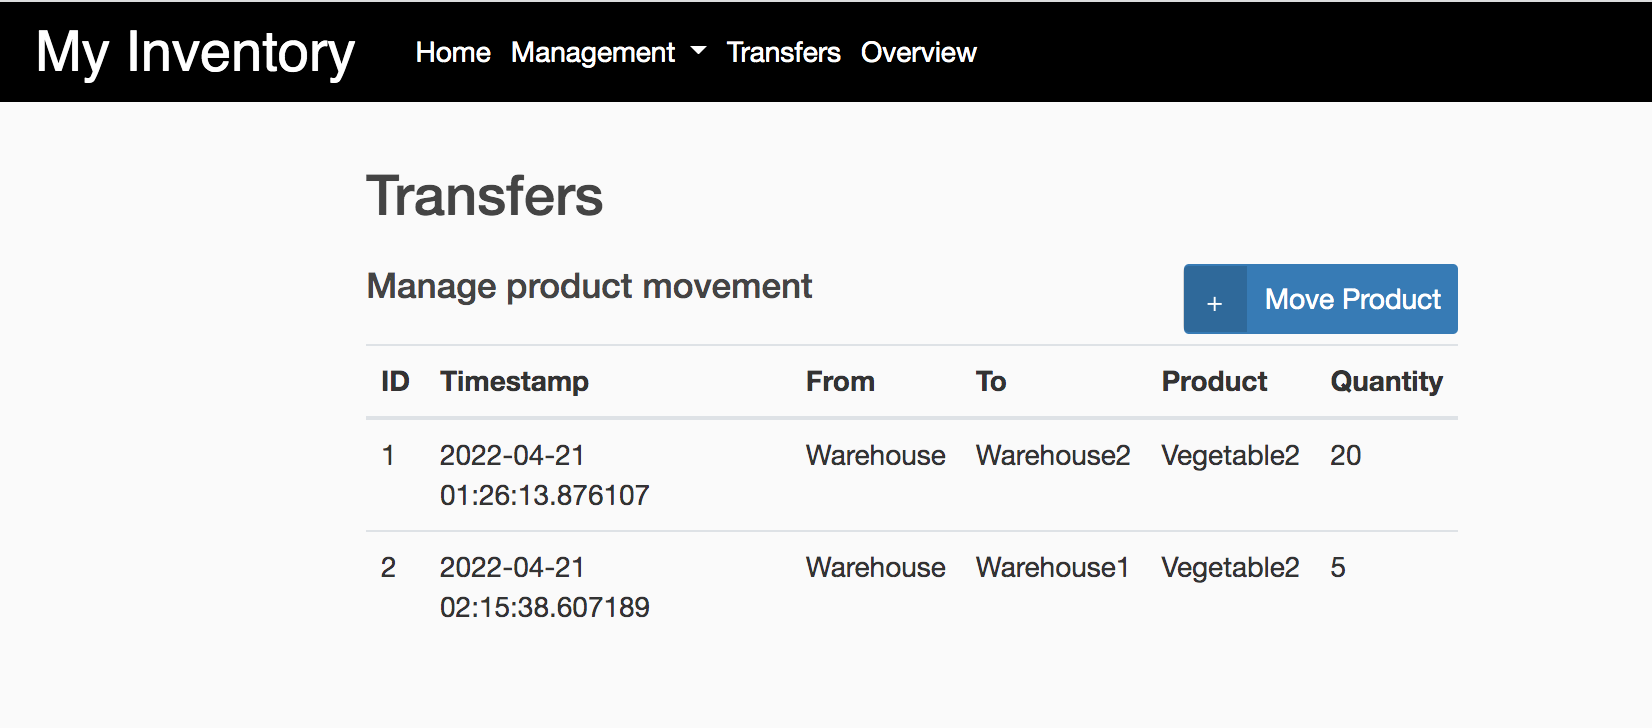 My Inventory Home Management Transfers Overview
Transfers
Manage product movement + Move Product
ID Timestamp From To Product Quantity
1 2022-04-21 Warehouse Warehouse2 Vegetable2 20
01:26:13.876107
2 2022-04-21 Warehouse Warehouse1 Vegetable2 5
02:15:38.607189